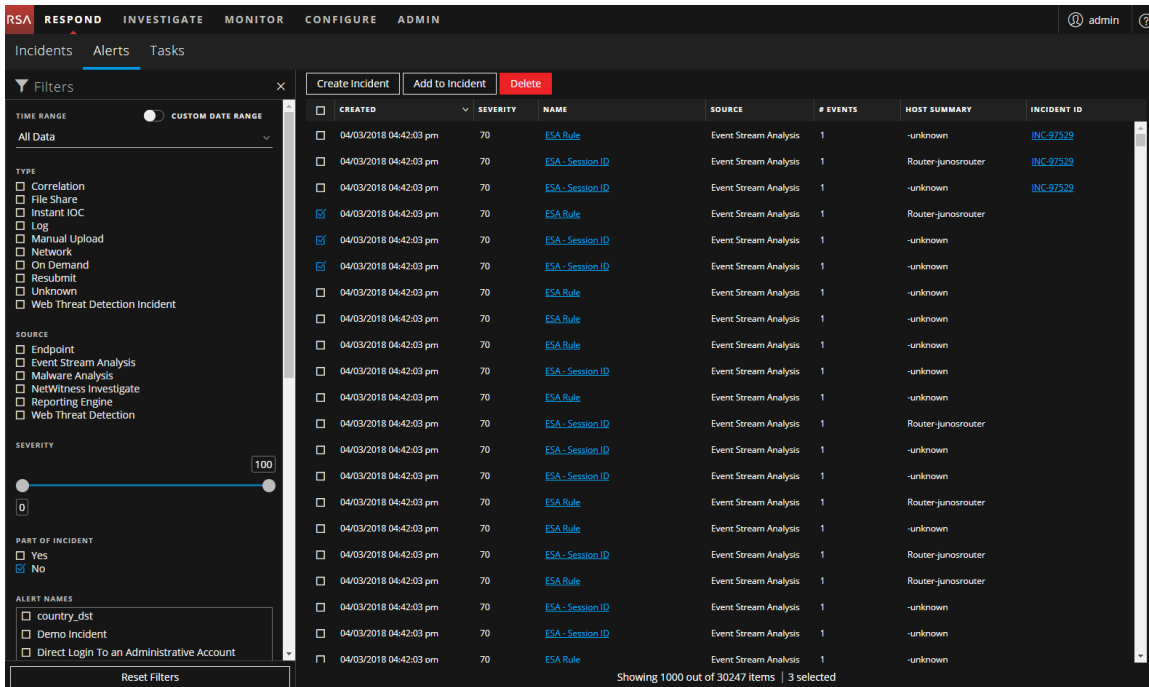 RSA RESPOND INVESTIGATE MONITOR CONFIGURE ADMIN admin ?
Incidents Alerts Tasks
Filters ×
TIME RANGE CUSTOM DATE RANGE
All Data
TYPE
Correlation
File Share
Instant IOC
Log
Manual Upload
Network
On Demand
Resubmit
Unknown
Web Threat Detection Incident
SOURCE
Endpoint
Event Stream Analysis
Malware Analysis
NetWitness Investigate
Reporting Engine
Web Threat Detection
SEVERITY
100
0
PART OF INCIDENT
Yes
No
ALERT NAMES
country_dst
Demo Incident
Direct Login To an Administrative Account
Reset Filters
Create Incident Add to Incident Delete
CREATED SEVERITY NAME SOURCE # EVENTS HOST SUMMARY INCIDENT ID
04/03/2018 04:42:03 pm 70 ESA Rule Event Stream Analysis 1 -unknown INC-97529
04/03/2018 04:42:03 pm 70 ESA - Session ID Event Stream Analysis 1 Router-junosrouter INC-97529
04/03/2018 04:42:03 pm 70 ESA - Session ID Event Stream Analysis 1 -unknown INC-97529
04/03/2018 04:42:03 pm 70 ESA Rule Event Stream Analysis 1 Router-junosrouter
04/03/2018 04:42:03 pm 70 ESA - Session ID Event Stream Analysis 1 -unknown
04/03/2018 04:42:03 pm 70 ESA - Session ID Event Stream Analysis 1 -unknown
04/03/2018 04:42:03 pm 70 ESA Rule Event Stream Analysis 1 -unknown
04/03/2018 04:42:03 pm 70 ESA Rule Event Stream Analysis 1 -unknown
04/03/2018 04:42:03 pm 70 ESA Rule Event Stream Analysis 1 -unknown
04/03/2018 04:42:03 pm 70 ESA - Session ID Event Stream Analysis 1 -unknown
04/03/2018 04:42:03 pm 70 ESA Rule Event Stream Analysis 1 -unknown
04/03/2018 04:42:03 pm 70 ESA - Session ID Event Stream Analysis 1 Router-junosrouter
04/03/2018 04:42:03 pm 70 ESA - Session ID Event Stream Analysis 1 -unknown
04/03/2018 04:42:03 pm 70 ESA - Session ID Event Stream Analysis 1 -unknown
04/03/2018 04:42:03 pm 70 ESA Rule Event Stream Analysis 1 Router-junosrouter
04/03/2018 04:42:03 pm 70 ESA Rule Event Stream Analysis 1 -unknown
04/03/2018 04:42:03 pm 70 ESA - Session ID Event Stream Analysis 1 Router-junosrouter
04/03/2018 04:42:03 pm 70 ESA Rule Event Stream Analysis 1 Router-junosrouter
04/03/2018 04:42:03 pm 70 ESA - Session ID Event Stream Analysis 1 -unknown
04/03/2018 04:42:03 pm 70 ESA - Session ID Event Stream Analysis 1 -unknown
04/03/2018 04:42:03 pm 70 ESA Rule Event Stream Analysis 1 -unknown
Showing 1000 out of 30247 items | 3 selected